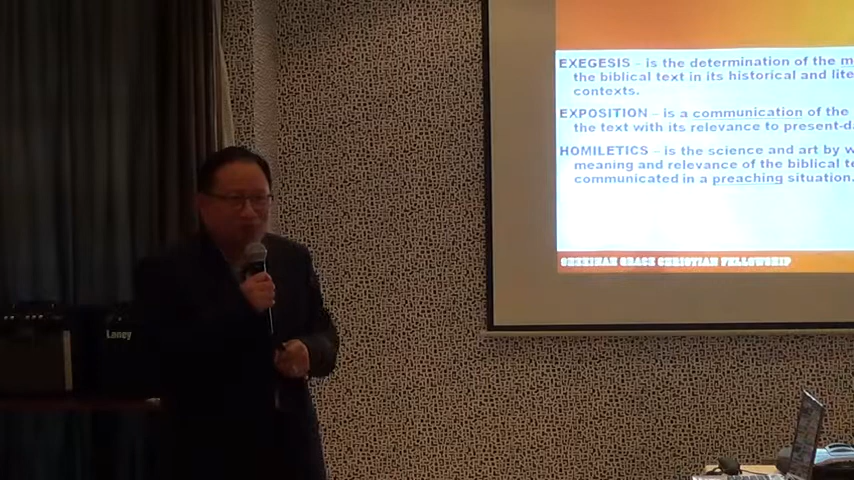 EXEGESIS – is the determination of the m
the biblical text in its historical and lite
contexts.
EXPOSITION – is a communication of the
the text with its relevance to present-d
HOMILETICS – is the science and art by w
meaning and relevance of the biblical te
communicated in a preaching situation.
SHEKINAH GRACE CHRISTIAN FELLOWSHIP
Laney